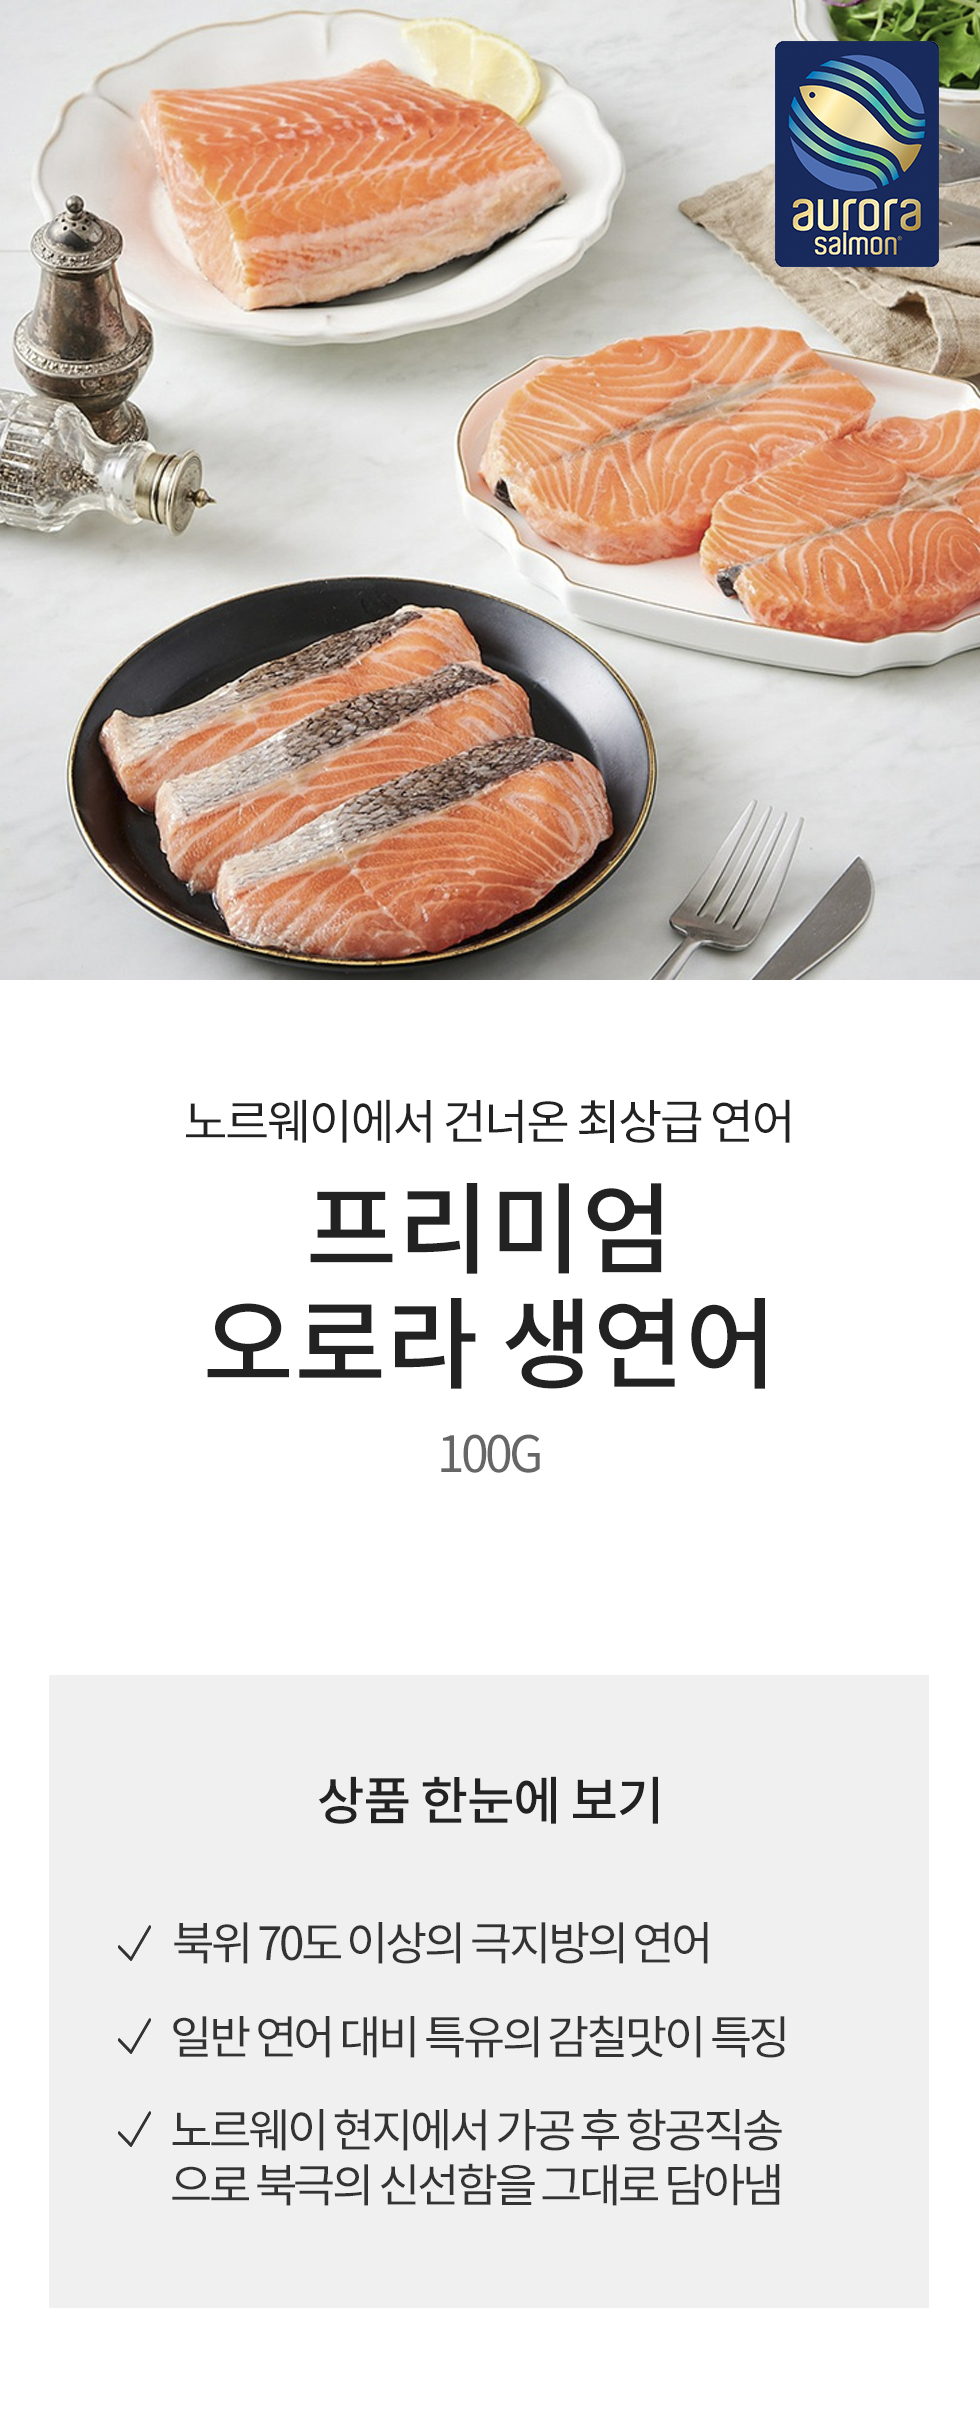 aurora
salmon®
노르웨이에서 건너온 최상급 연어
프리미엄
오로라 생연어
100G
상품 한눈에 보기
북위 70도 이상의 극지방의 연어
일반 연어 대비 특유의 감칠맛이 특징
노르웨이 현지에서 가공 후 항공직송
으로 북극의 신선함을 그대로 담아냄